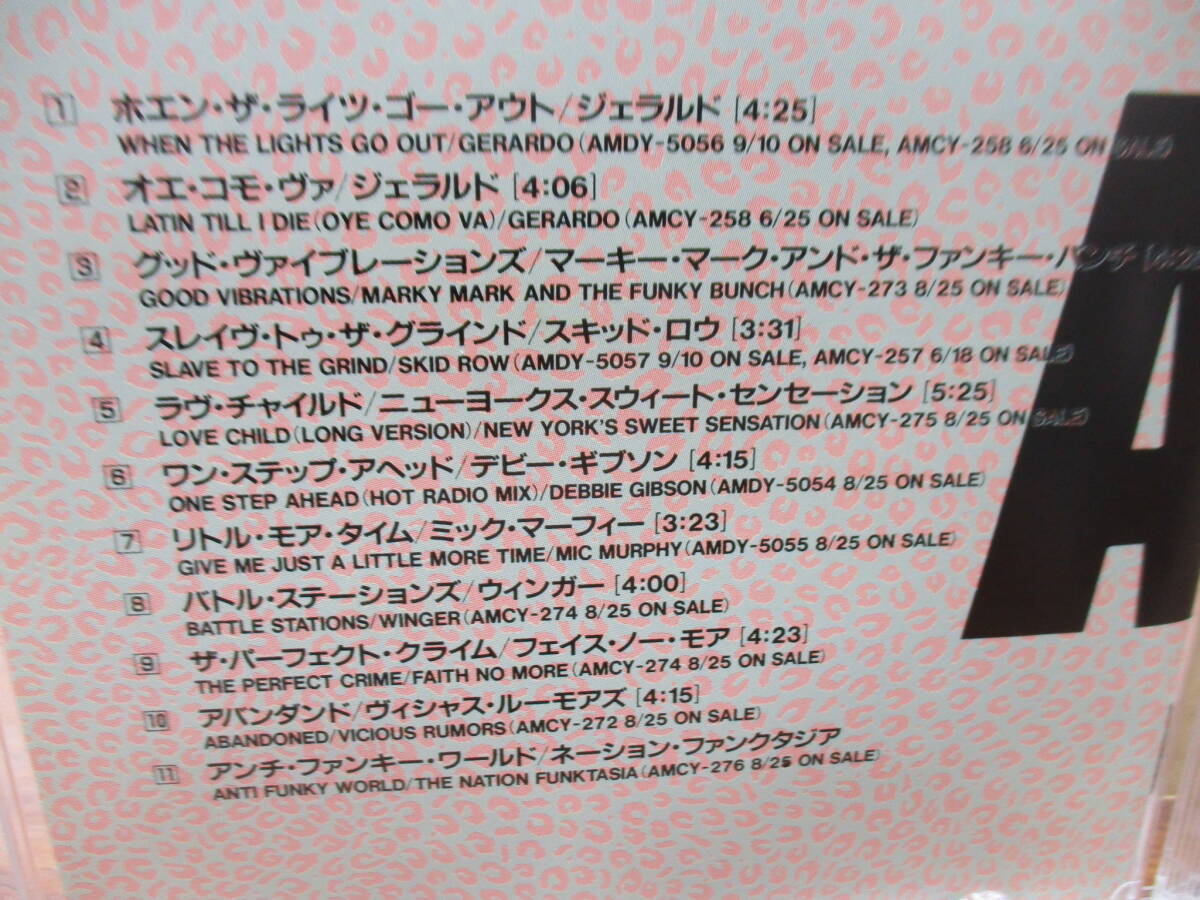 1 ホエン・ザ・ライツ・ゴー・アウト/ジェラルド [4:25]
WHEN THE LIGHTS GO OUT/GERARDO(AMDY-5056 9/10 ON SALE, AMCY-258 6/25 ON SALE)
2 オエ・コモ・ヴァ/ジェラルド [4:06]
LATIN TILL I DIE(OYE COMO VA)/GERARDO(AMCY-258 6/25 ON SALE)
3 グッド・ヴァイブレーションズ/マーキー・マーク・アンド・ザ・ファンキー・バンチ
GOOD VIBRATIONS/MARKY MARK AND THE FUNKY BUNCH(AMCY-273 8/25 ON SALE)
4 スレイヴ・トゥ・ザ・グラインド/スキッド・ロウ [3:31]
SLAVE TO THE GRIND/SKID ROW(AMDY-5057 9/10 ON SALE, AMCY-257 6/18 ON SALE)
5 ラヴ・チャイルド/ニューヨークス・スウィート・センセーション [5:25]
LOVE CHILD(LONG VERSION)/NEW YORK'S SWEET SENSATION(AMCY-275 8/25 ON SALE)
6 ワン・ステップ・アヘッド/デビー・ギブソン [4:15]
ONE STEP AHEAD(HOT RADIO MIX)/DEBBIE GIBSON(AMDY-5054 8/25 ON SALE)
7 リトル・モア・タイム/ミック・マーフィー [3:23]
GIVE ME JUST A LITTLE MORE TIME/MIC MURPHY(AMDY-5055 8/25 ON SALE)
8 バトル・ステーションズ/ウィンガー [4:00]
BATTLE STATIONS/WINGER(AMCY-274 8/25 ON SALE)
9 ザ・パーフェクト・クライム/フェイス・ノー・モア [4:23]
THE PERFECT CRIME/FAITH NO MORE(AMCY-274 8/25 ON SALE)
10 アバンダンド/ヴィシャス・ルーモアズ [4:15]
ABANDONED/VICIOUS RUMORS(AMCY-272 8/25 ON SALE)
11 アンチ・ファンキー・ワールド/ネーション・ファンクタジア
ANTI FUNKY WORLD/THE NATION FUNKTASIA(AMCY-276 8/25 ON SALE)
A